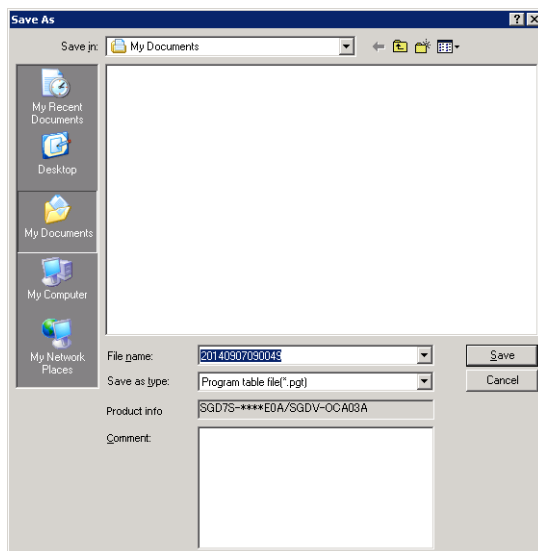 Save As
Save in:
My Documents
My Recent
Documents
Desktop
My Documents
My Computer
My Network
Places
File name:
20140907090049
Save
Save as type:
Program table file(*.pgt)
Cancel
Product info
SGD7S-****E0A/SGDV-OCA03A
Comment: